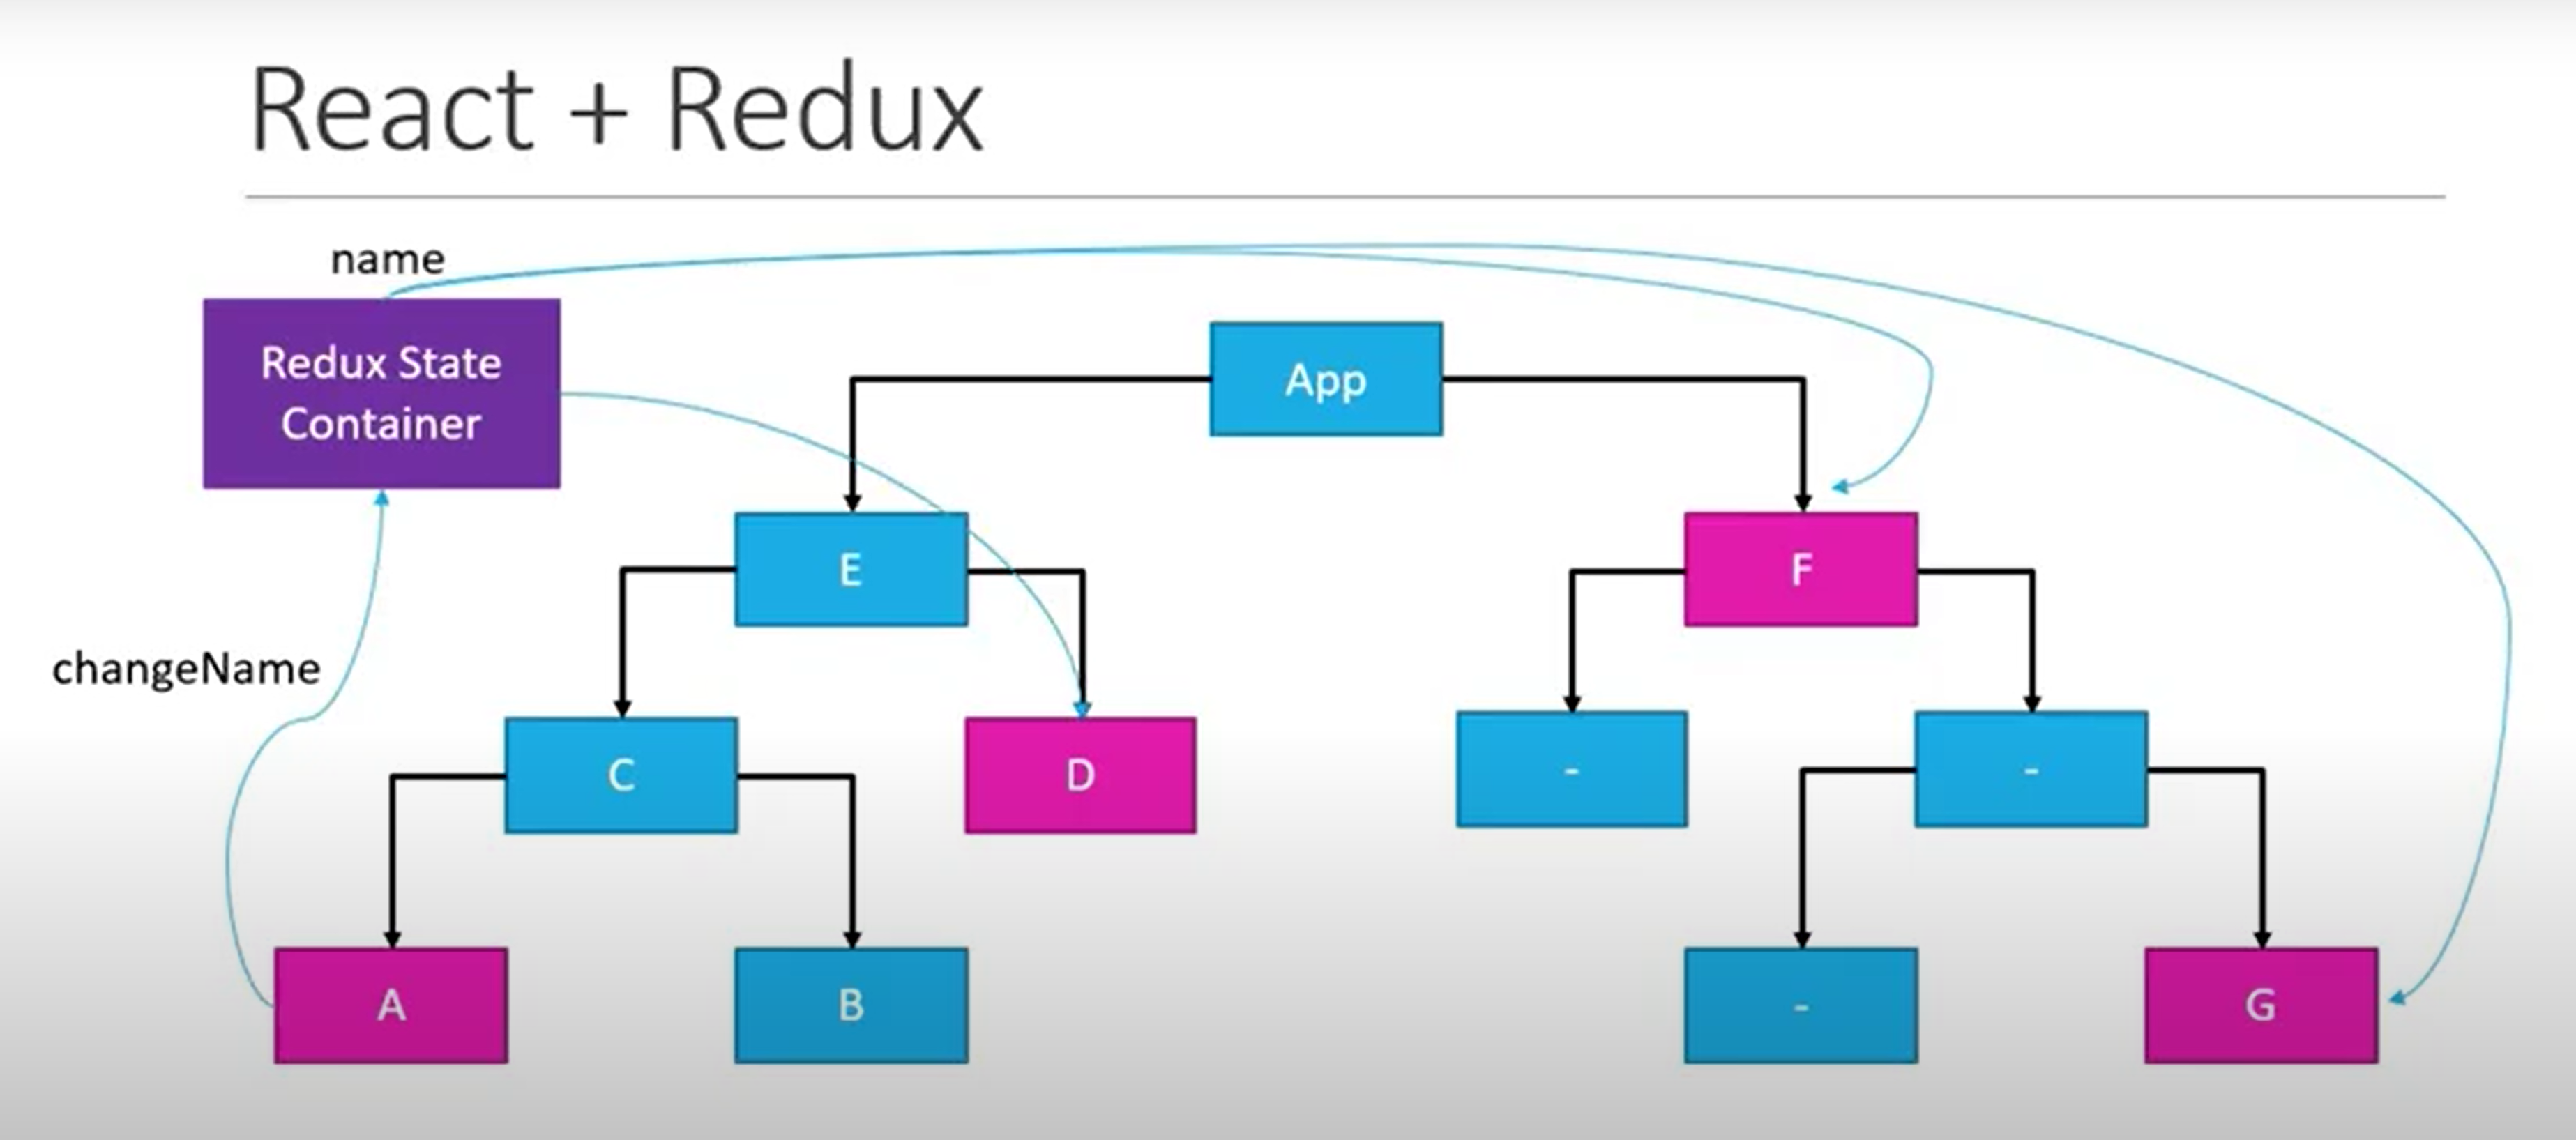 React + Redux
name
Redux State
Container
App
E
F
changeName
C
D
-
-
A
B
-
G